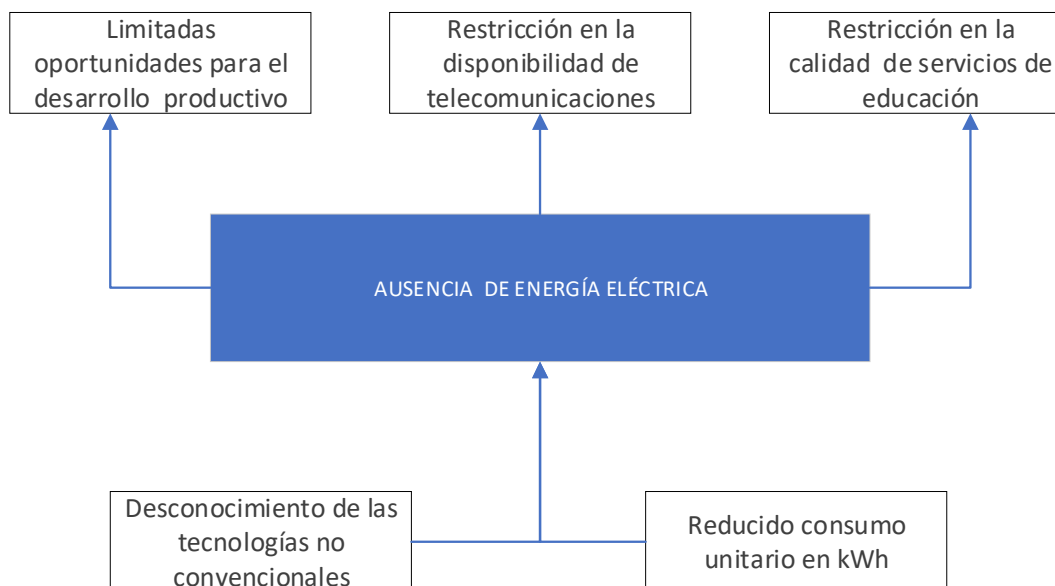 Limitadas
oportunidades para el
desarrollo productivo
Restricción en la
disponibilidad de
telecomunicaciones
Restricción en la
calidad de servicios de
educación
AUSENCIA DE ENERGÍA ELÉCTRICA
Desconocimiento de las
tecnologías no
convencionales
Reducido consumo
unitario en kWh